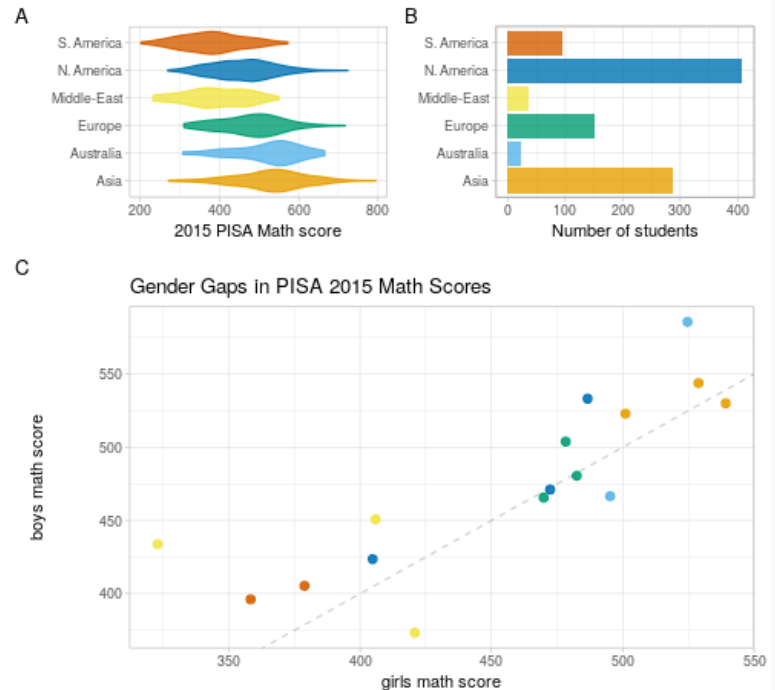 A
S. America
N. America
Middle-East
Europe
Australia
Asia
200 400 600 800
2015 PISA Math score
B
S. America
N. America
Middle-East
Europe
Australia
Asia
0 100 200 300 400
Number of students
C
Gender Gaps in PISA 2015 Math Scores
boys math score
550
500
450
400
350 400 450 500 550
girls math score